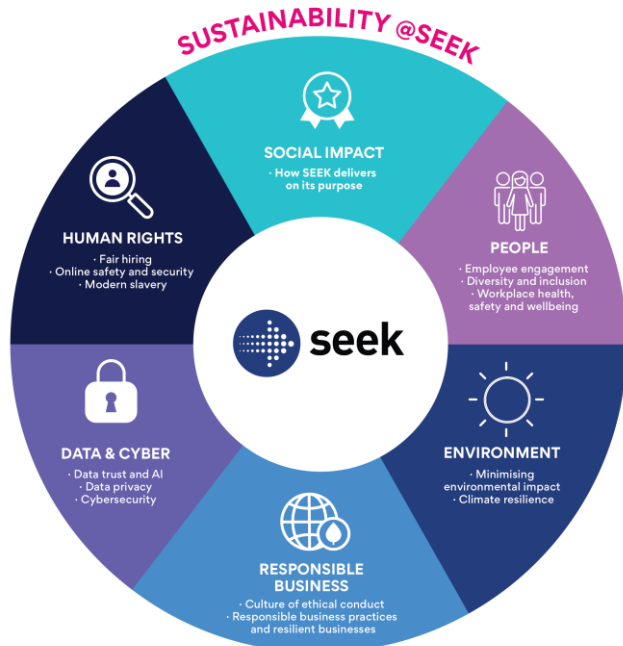 SUSTAINABILITY @SEEK
SOCIAL IMPACT
· How SEEK delivers
on its purpose
PEOPLE
· Employee engagement
· Diversity and inclusion
· Workplace health,
safety and wellbeing
ENVIRONMENT
· Minimising
environmental impact
· Climate resilience
RESPONSIBLE
BUSINESS
· Culture of ethical conduct
· Responsible business practices
and resilient businesses
DATA & CYBER
· Data trust and AI
· Data privacy
· Cybersecurity
HUMAN RIGHTS
· Fair hiring
· Online safety and security
· Modern slavery
seek